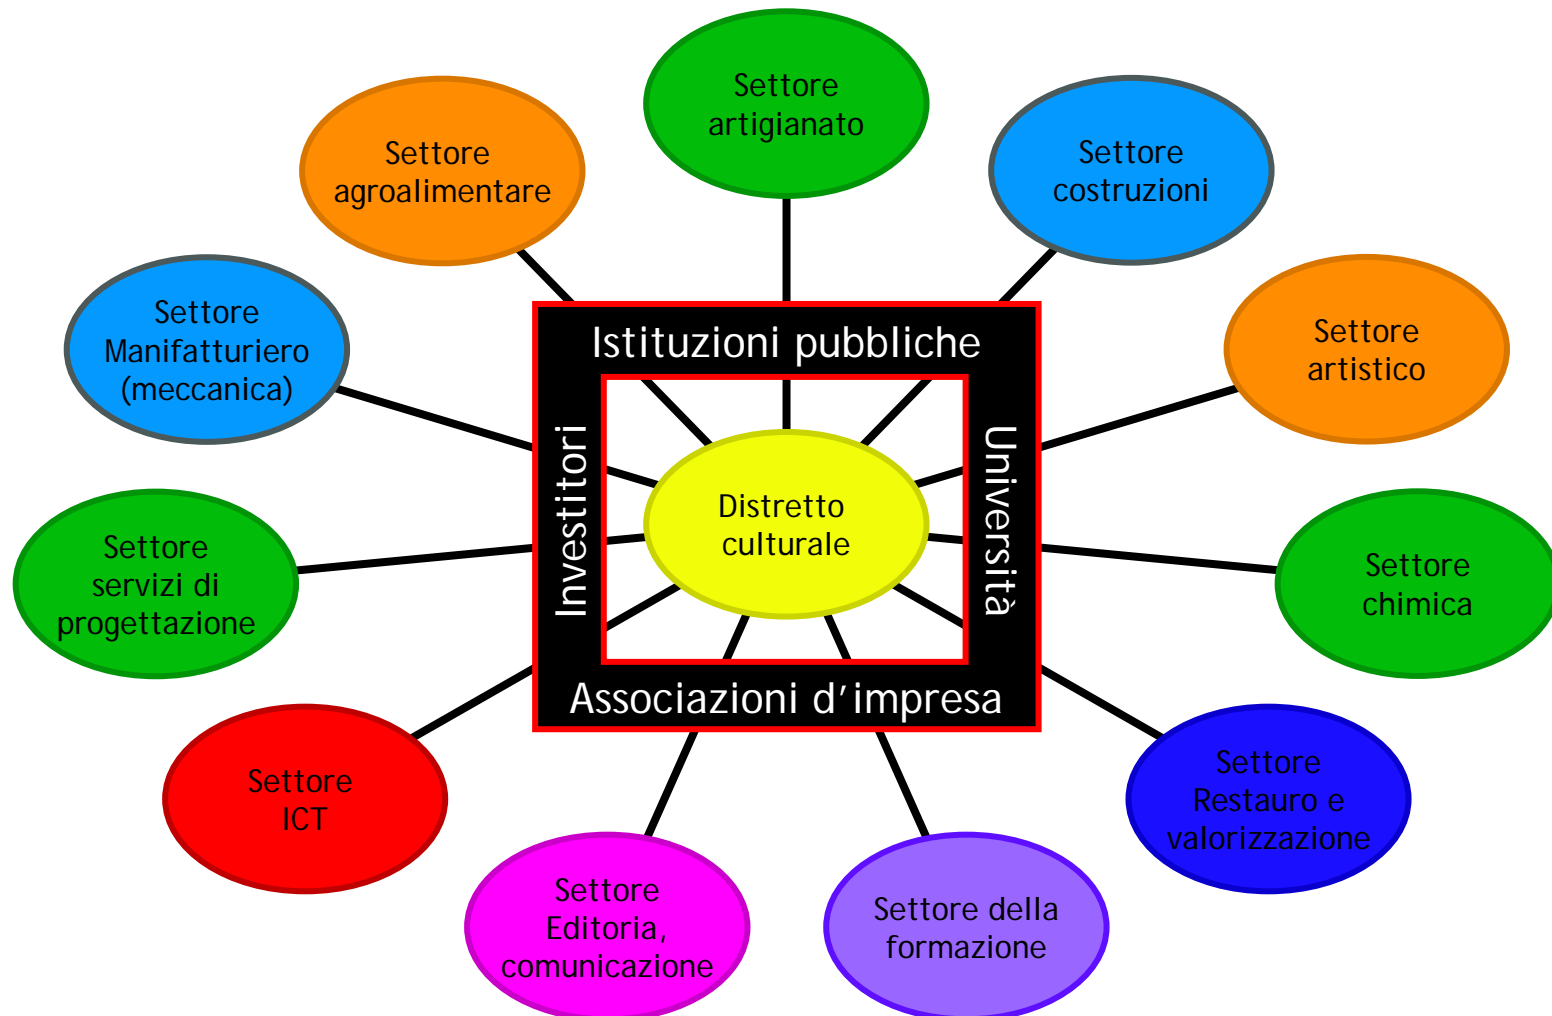 Settore
artigianato
Settore
agroalimentare
Settore
costruzioni
Settore
Manifatturiero
(meccanica)
Istituzioni pubbliche
Settore
artistico
Investitori
Università
Distretto
culturale
Settore
servizi di
progettazione
Settore
chimica
Associazioni d’impresa
Settore
ICT
Settore
Restauro e
valorizzazione
Settore
Editoria,
comunicazione
Settore della
formazione